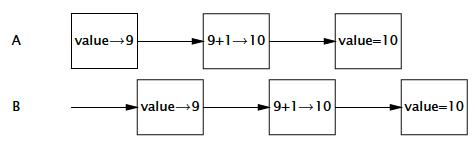 A value→9 9+1→10 value=10
B value→9 9+1→10 value=10